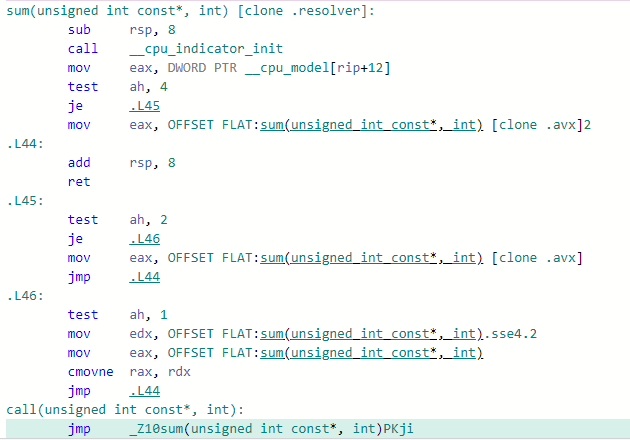 sum(unsigned int const*, int) [clone .resolver]:
sub rsp, 8
call __cpu_indicator_init
mov eax, DWORD PTR __cpu_model[rip+12]
test ah, 4
je .L45
mov eax, OFFSET FLAT:sum(unsigned int const*, int) [clone .avx]2
.L44:
add rsp, 8
ret
.L45:
test ah, 2
je .L46
mov eax, OFFSET FLAT:sum(unsigned int const*, int) [clone .avx]
jmp .L44
.L46:
test ah, 1
mov edx, OFFSET FLAT:sum(unsigned int const*, int).sse4.2
mov eax, OFFSET FLAT:sum(unsigned int const*, int)
cmovne rax, rdx
jmp .L44
call(unsigned int const*, int):
jmp _Z10sum(unsigned int const*, int)PKji